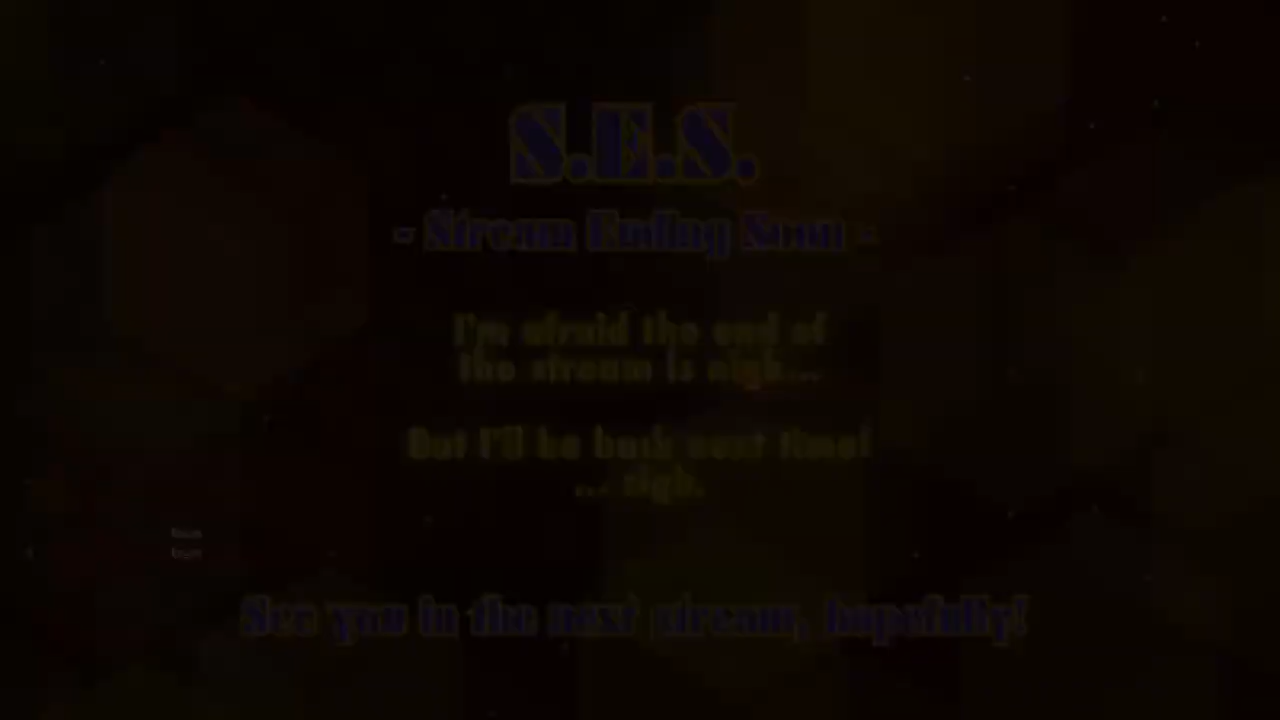 S.E.S.
- Stream Ending Soon -
I'm afraid the end of
the stream is nigh...
But I'll be back next time!
... nigh.
See you in the next stream, hopefully!